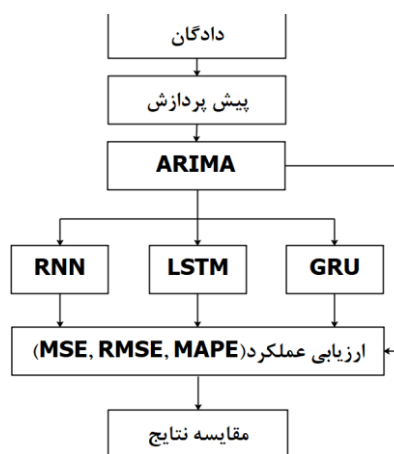 دادگان
پیش پردازش
ARIMA
RNN
LSTM
GRU
ارزیابی عملکرد(MSE, RMSE, MAPE)
مقایسه نتایج